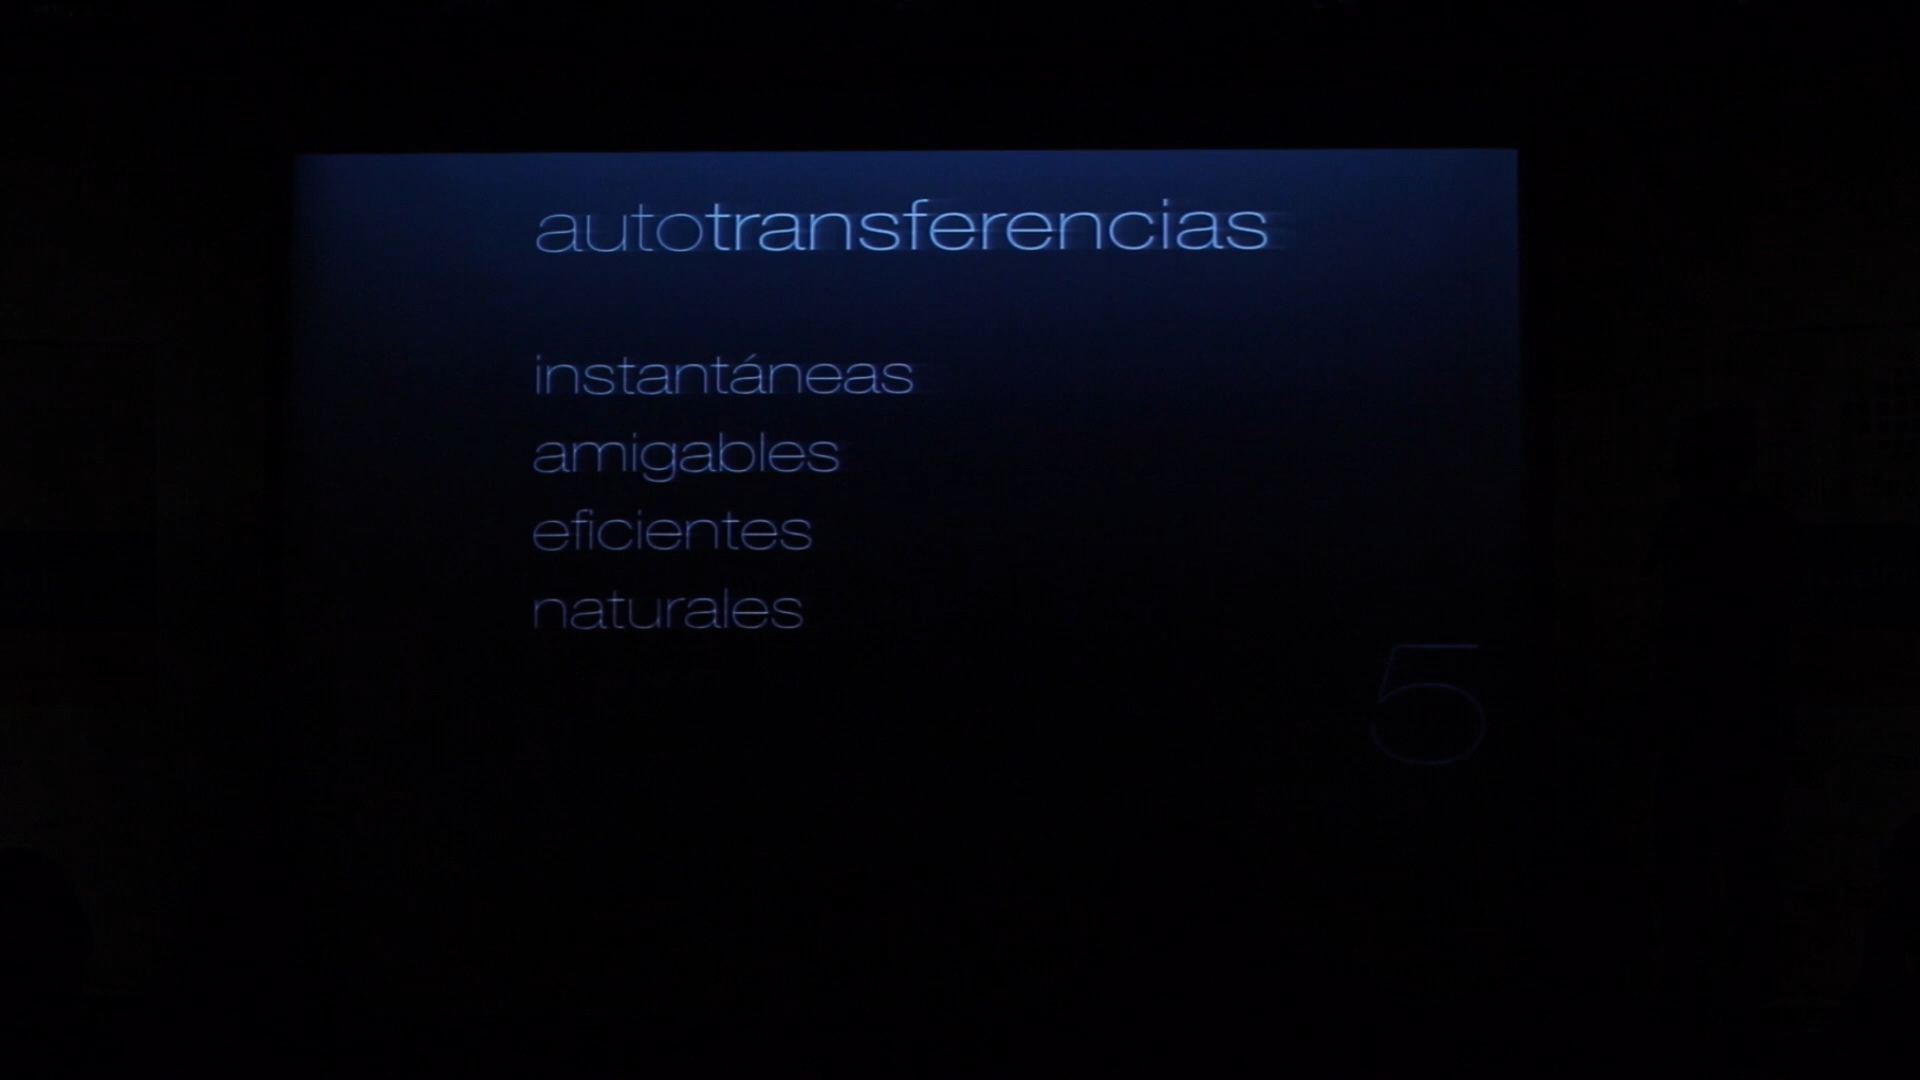 autotransferencias
instantáneas
amigables
eficientes
naturales
5